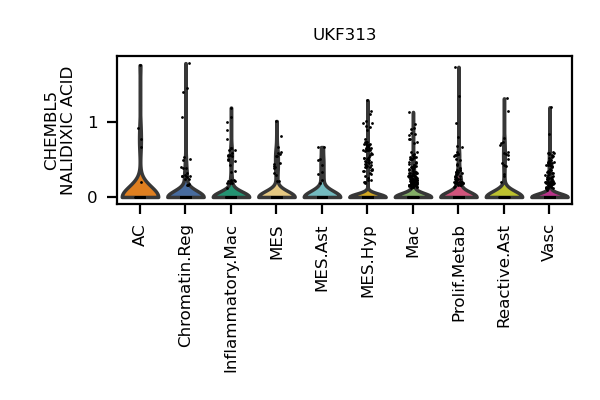 UKF313
CHEMBL5
NALIDIXIC ACID
1
0
AC
Chromatin.Reg
Inflammatory.Mac
MES
MES.Ast
MES.Hyp
Mac
Prolif.Metab
Reactive.Ast
Vasc